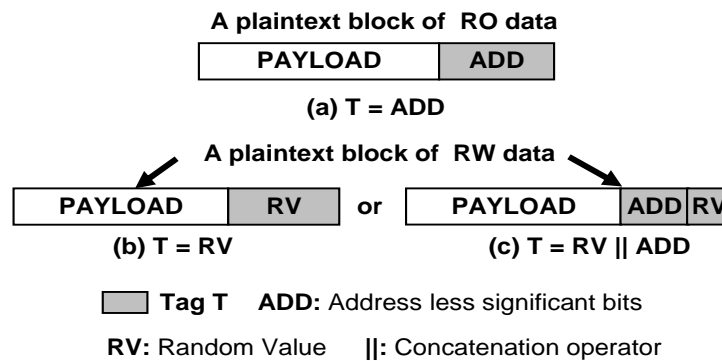 A plaintext block of RO data
PAYLOAD ADD
(a) T = ADD
A plaintext block of RW data
PAYLOAD RV or PAYLOAD ADD RV
(b) T = RV (c) T = RV || ADD
Tag T ADD: Address less significant bits
RV: Random Value ||: Concatenation operator